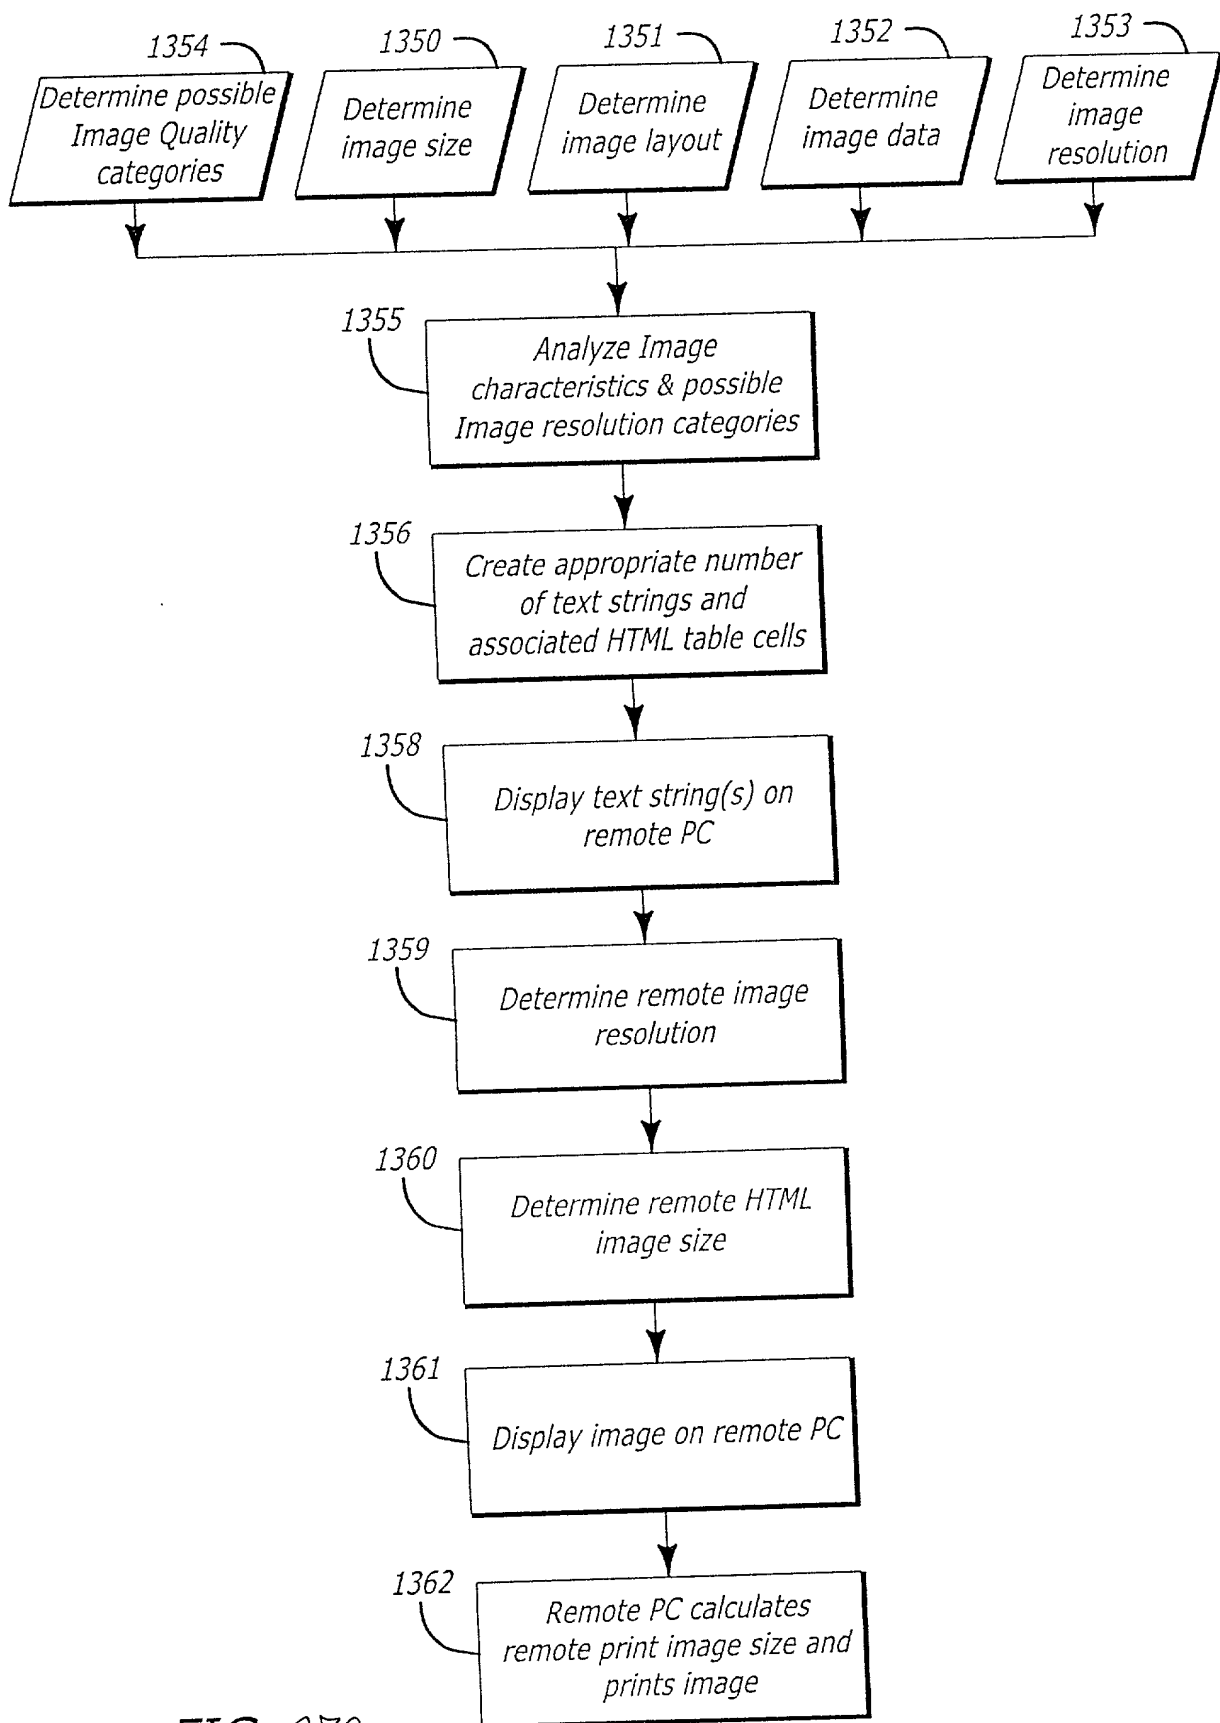 1354
1350
1351
1352
1353
Determine possible
Image Quality
categories
Determine
image size
Determine
image layout
Determine
image data
Determine
image
resolution
1355
Analyze Image
characteristics & possible
Image resolution categories
1356
Create appropriate number
of text strings and
associated HTML table cells
1358
Display text string(s) on
remote PC
1359
Determine remote image
resolution
1360
Determine remote HTML
image size
1361
Display image on remote PC
1362
Remote PC calculates
remote print image size and
prints image